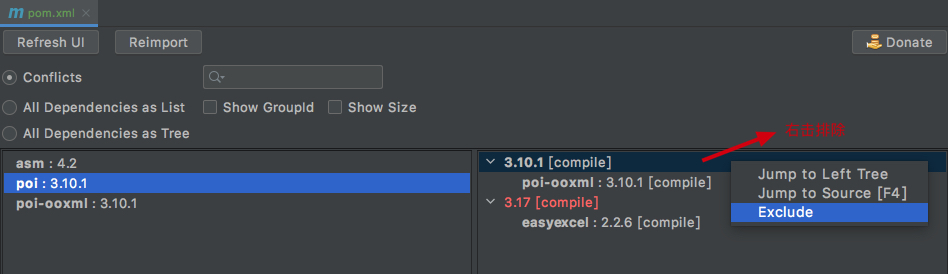 pom.xml
Refresh UI
Reimport
Donate
Conflicts
All Dependencies as List
Show GroupId
Show Size
All Dependencies as Tree
右击排除
asm : 4.2
poi : 3.10.1
poi-ooxml : 3.10.1
3.10.1 [compile]
poi-ooxml : 3.10.1 [compile]
3.17 [compile]
easyexcel : 2.2.6 [compile]
Jump to Left Tree
Jump to Source [F4]
Exclude